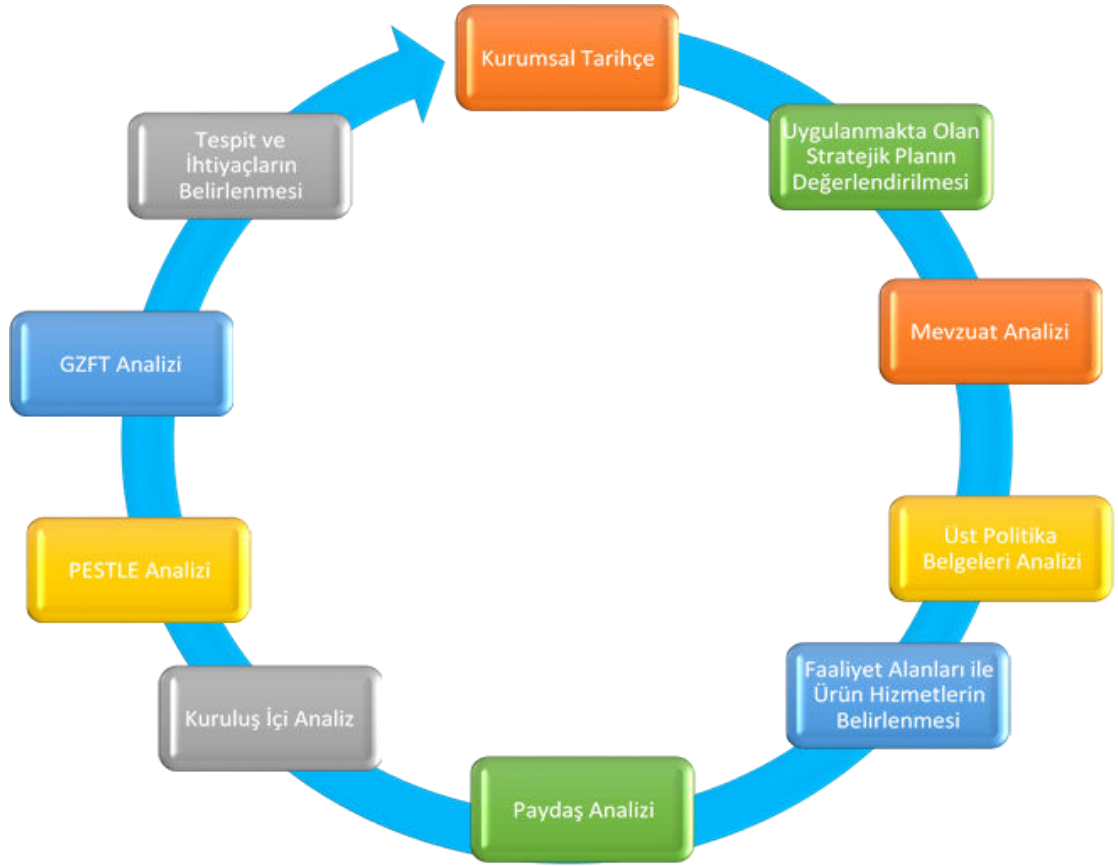 Kurumsal Tarihçe
Uygulanmakta Olan
Stratejik Planın
Değerlendirilmesi
Mevzuat Analizi
Üst Politika
Belgeleri Analizi
Faaliyet Alanları ile
Ürün Hizmetlerin
Belirlenmesi
Paydaş Analizi
Kuruluş İçi Analiz
PESTLE Analizi
GZFT Analizi
Tespit ve
İhtiyaçların
Belirlenmesi